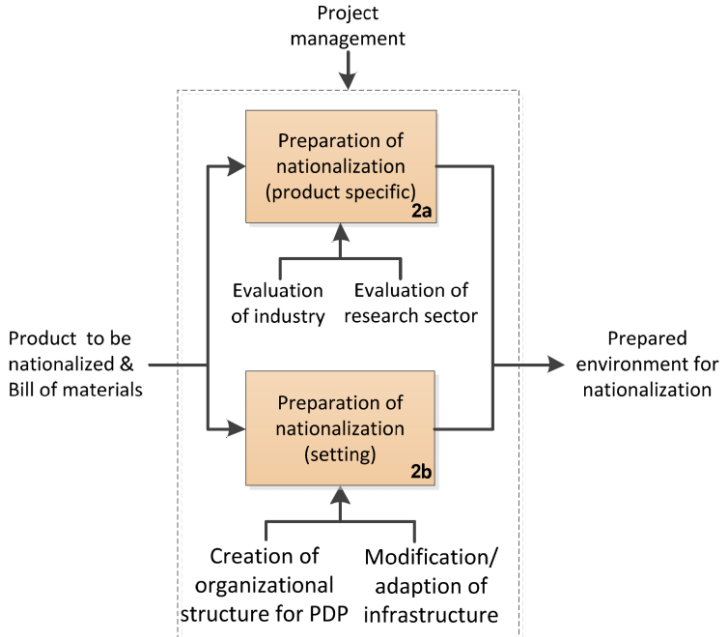 Project
management
Preparation of
nationalization
(product specific)
2a
Evaluation
of industry
Evaluation of
research sector
Product to be
nationalized &
Bill of materials
Prepared
environment for
nationalization
Preparation of
nationalization
(setting)
2b
Creation of
organizational
structure for PDP
Modification/
adaption of
infrastructure